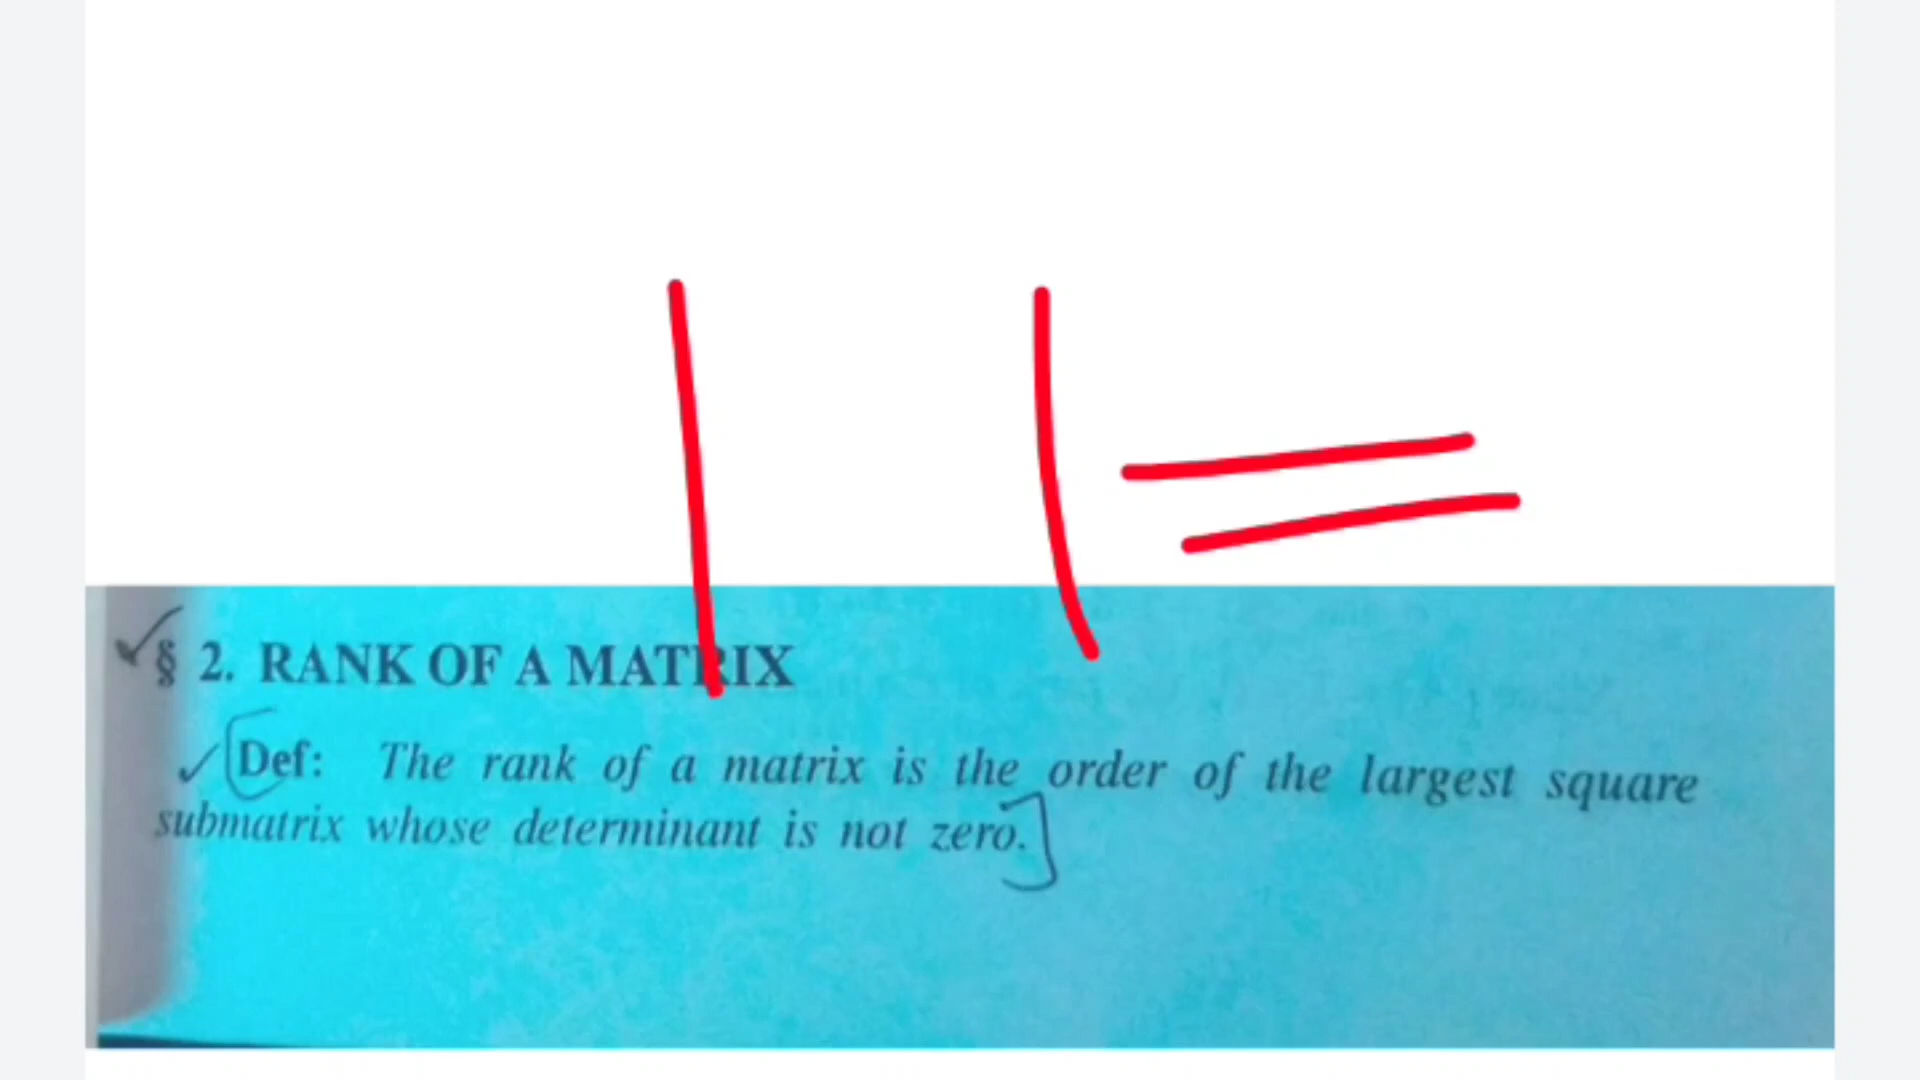 | | =
§ 2. RANK OF A MATRIX
Def: The rank of a matrix is the order of the largest square
submatrix whose determinant is not zero.